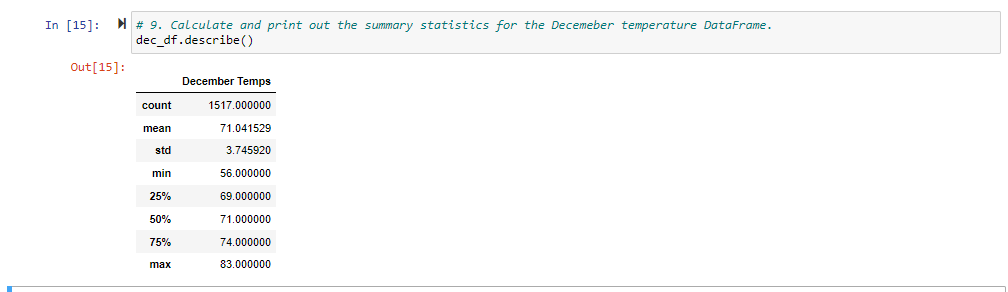 In [15]: # 9. Calculate and print out the summary statistics for the Decemeber temperature DataFrame.
dec_df.describe()
Out[15]:
December Temps
count 1517.000000
mean 71.041529
std 3.745920
min 56.000000
25% 69.000000
50% 71.000000
75% 74.000000
max 83.000000